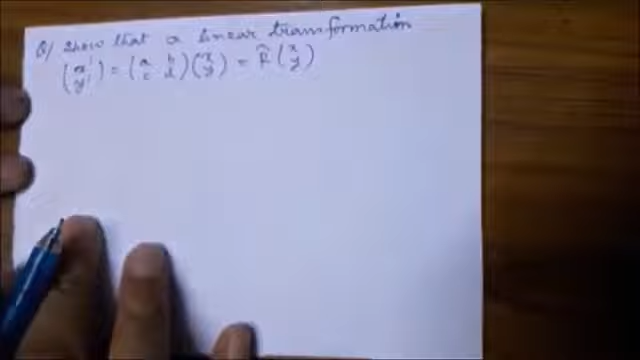 Q/ Show that a linear transformation
(x' y') = (a b c d)(x y) = R̂ (x y)